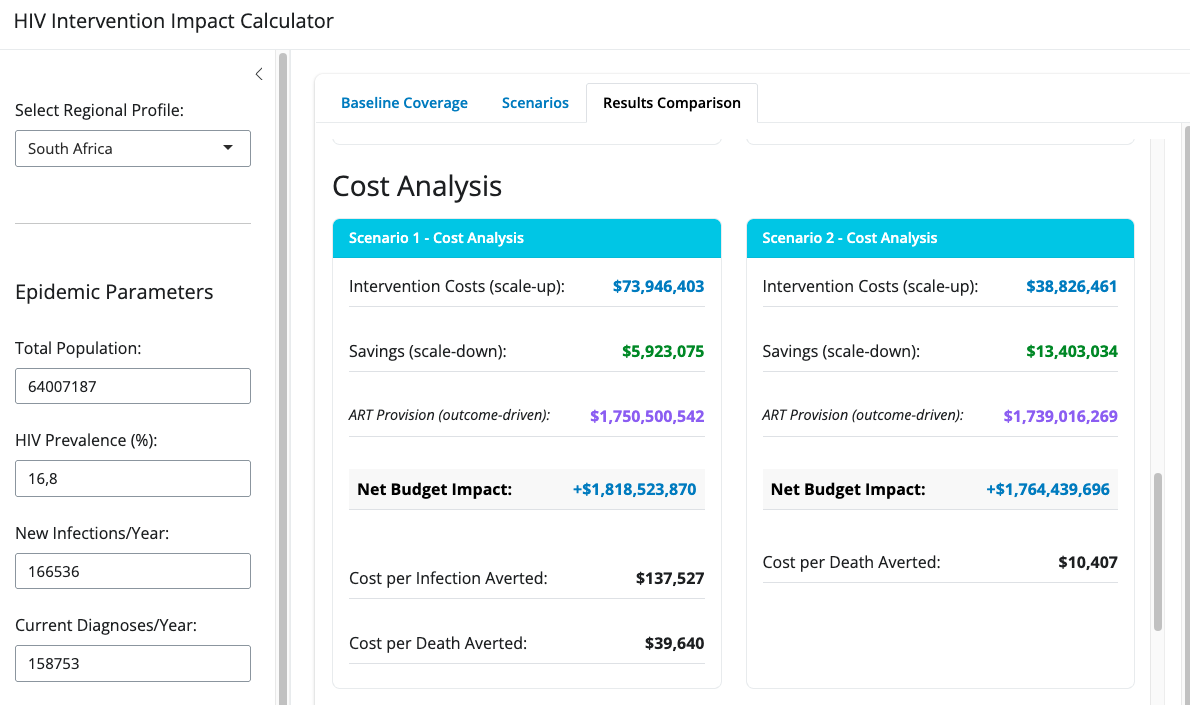 HIV Intervention Impact Calculator
Select Regional Profile:
South Africa
Epidemic Parameters
Total Population:
64007187
HIV Prevalence (%):
16,8
New Infections/Year:
166536
Current Diagnoses/Year:
158753
Baseline Coverage Scenarios Results Comparison
Cost Analysis
Scenario 1 - Cost Analysis
Intervention Costs (scale-up): $73,946,403
Savings (scale-down): $5,923,075
ART Provision (outcome-driven): $1,750,500,542
Net Budget Impact: +$1,818,523,870
Cost per Infection Averted: $137,527
Cost per Death Averted: $39,640
Scenario 2 - Cost Analysis
Intervention Costs (scale-up): $38,826,461
Savings (scale-down): $13,403,034
ART Provision (outcome-driven): $1,739,016,269
Net Budget Impact: +$1,764,439,696
Cost per Death Averted: $10,407